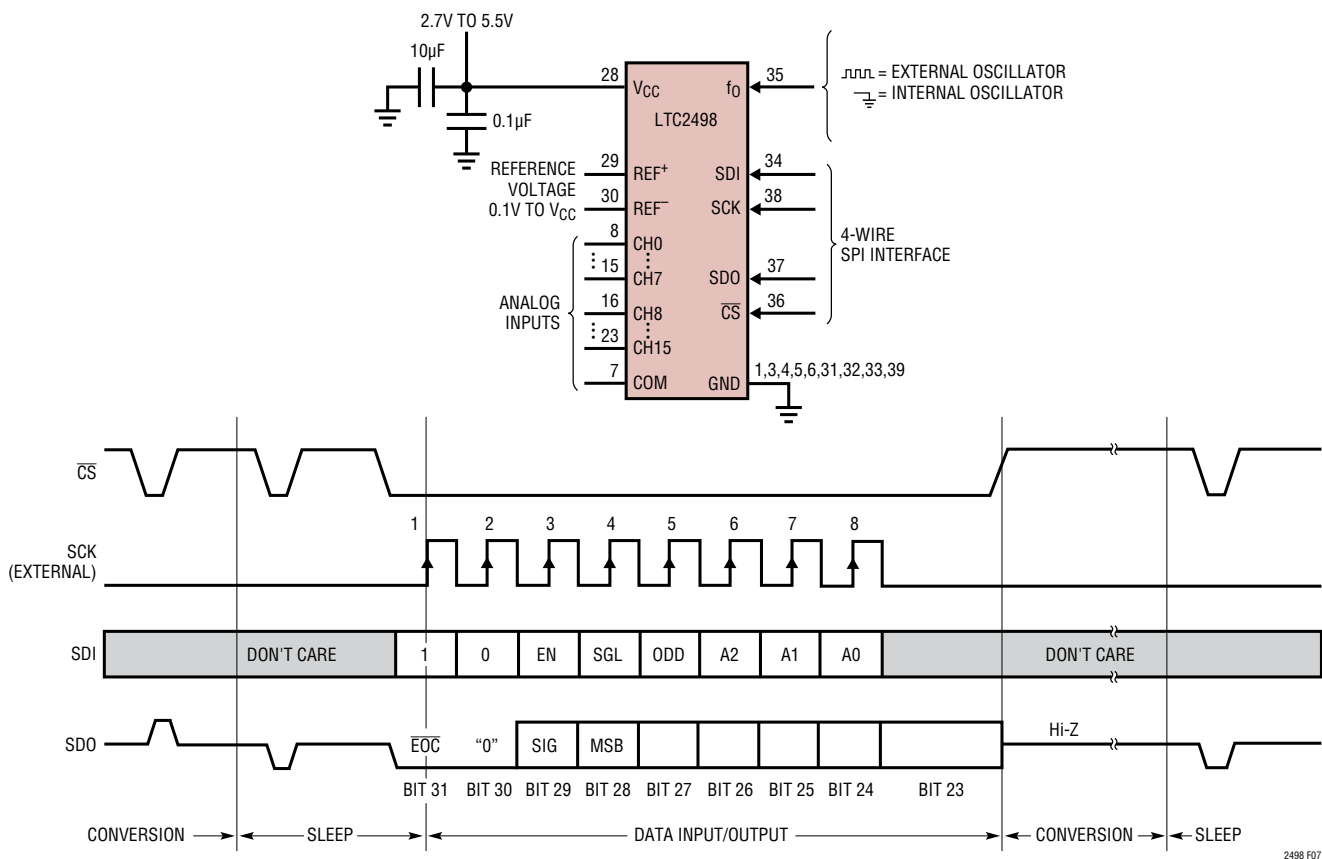 2.7V TO 5.5V
10µF
0.1µF
28
VCC
LTC2498
fO
35
= EXTERNAL OSCILLATOR
= INTERNAL OSCILLATOR
REFERENCE
VOLTAGE
0.1V TO VCC
29
REF+
30
REF–
SDI
34
SCK
38
4-WIRE
SPI INTERFACE
ANALOG
INPUTS
8
CH0
15
CH7
16
CH8
23
CH15
7
COM
SDO
37
CS
36
GND
1,3,4,5,6,31,32,33,39
CS
SCK
(EXTERNAL)
1 2 3 4 5 6 7 8
SDI
DON'T CARE 1 0 EN SGL ODD A2 A1 A0 DON'T CARE
SDO
EOC "0" SIG MSB Hi-Z
BIT 31 BIT 30 BIT 29 BIT 28 BIT 27 BIT 26 BIT 25 BIT 24 BIT 23
CONVERSION SLEEP DATA INPUT/OUTPUT CONVERSION SLEEP
2498 F07